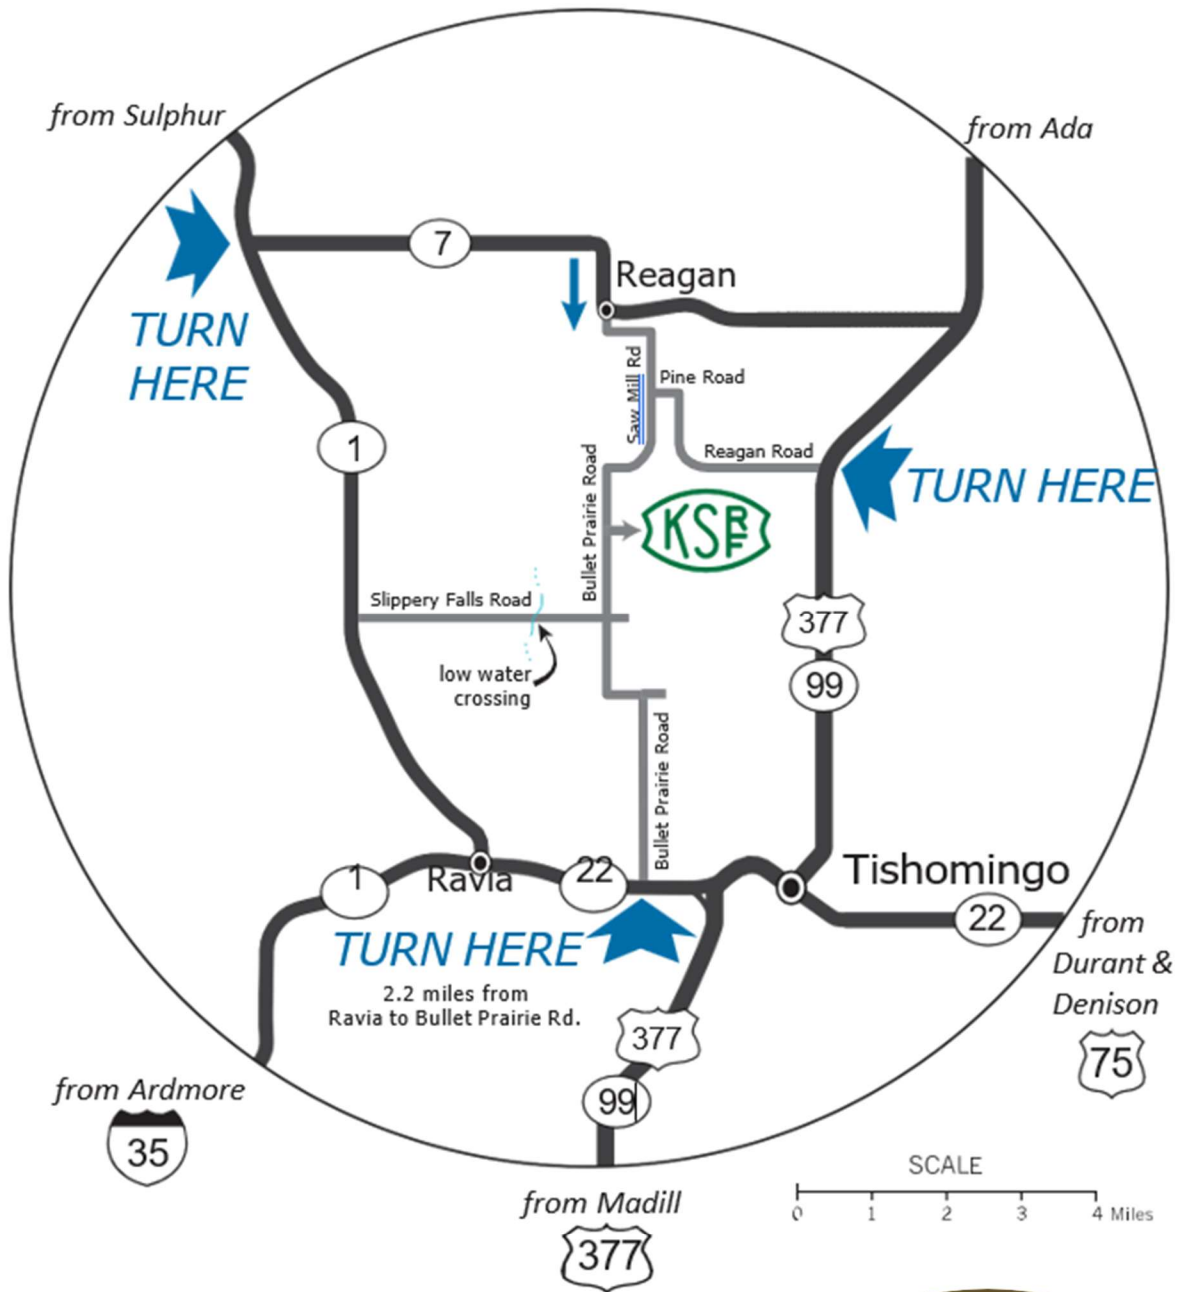 from Sulphur
from Ada
7
Reagan
TURN
HERE
Saw Mill Rd
Pine Road
1
Reagan Road
TURN HERE
Bullet Prairie Road
KSRF
Slippery Falls Road
377
low water
crossing
99
Bullet Prairie Road
1
Ravia
22
Tishomingo
22
TURN HERE
2.2 miles from
Ravia to Bullet Prairie Rd.
from
Durant &
Denison
75
377
99
from Ardmore
35
SCALE
0 1 2 3 4 Miles
from Madill
377